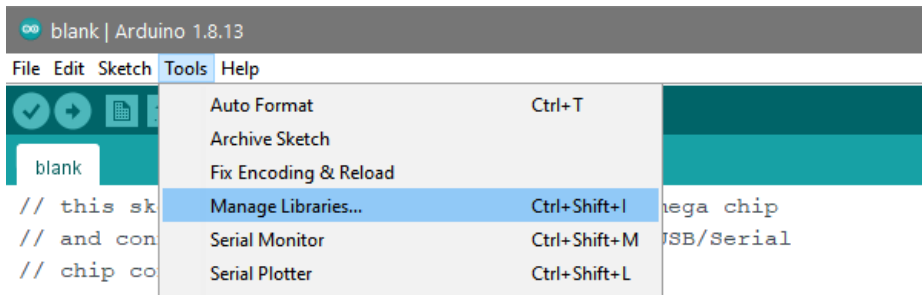 blank | Arduino 1.8.13
File Edit Sketch Tools Help
Auto Format Ctrl+T
Archive Sketch
blank
Fix Encoding & Reload
// this sk
Manage Libraries... Ctrl+Shift+I
mega chip
// and con
Serial Monitor Ctrl+Shift+M
USB/Serial
// chip co
Serial Plotter Ctrl+Shift+L